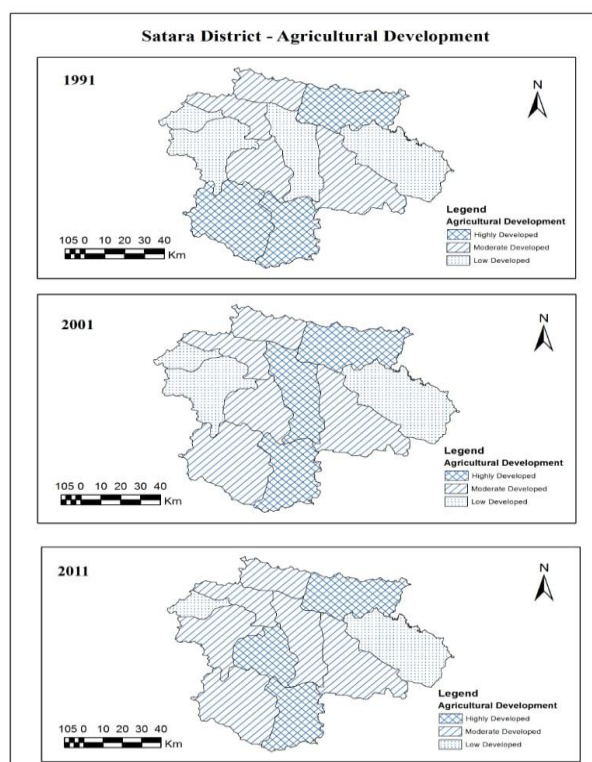 Satara District - Agricultural Development
1991
N
Legend
Agricultural Development
Highly Developed
Moderate Developed
Low Developed
105 0 10 20 30 40
Km
2001
N
Legend
Agricultural Development
Highly Developed
Moderate Developed
Low Developed
105 0 10 20 30 40
Km
2011
N
Legend
Agricultural Development
Highly Developed
Moderate Developed
Low Developed
105 0 10 20 30 40
Km